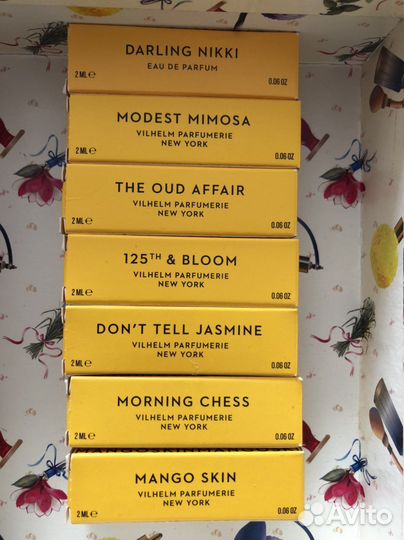 DARLING NIKKI
EAU DE PARFUM
2 ML℮ 0.06 OZ
MODEST MIMOSA
VILHELM PARFUMERIE
NEW YORK
2 ML℮ 0.06 OZ
THE OUD AFFAIR
VILHELM PARFUMERIE
NEW YORK
2 ML℮ 0.06 OZ
125TH & BLOOM
VILHELM PARFUMERIE
NEW YORK
2 ML℮ 0.06 OZ
DON'T TELL JASMINE
VILHELM PARFUMERIE
NEW YORK
2 ML℮ 0.06 OZ
MORNING CHESS
VILHELM PARFUMERIE
NEW YORK
2 ML℮ 0.06 OZ
MANGO SKIN
VILHELM PARFUMERIE
NEW YORK
2 ML℮ 0.06 OZ
Avito